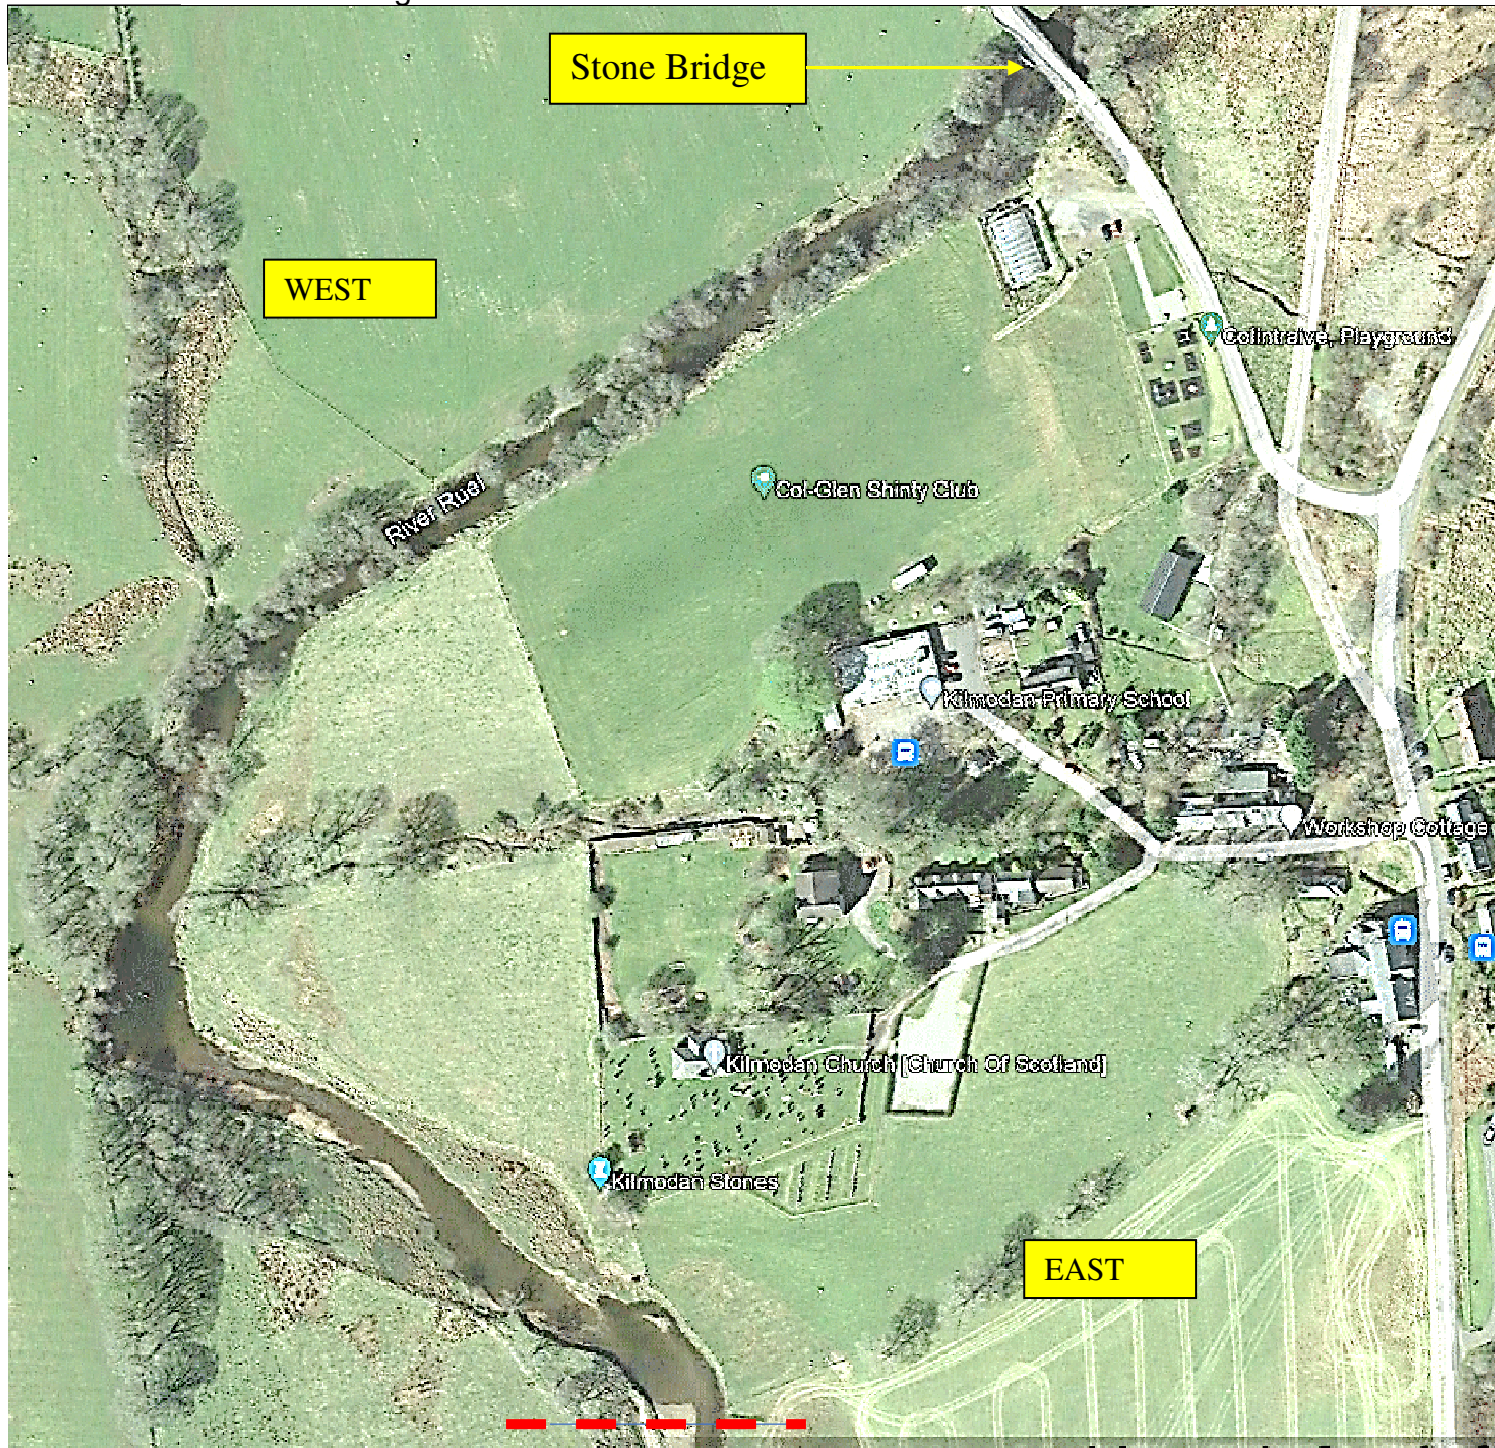 Stone Bridge
WEST
Colintraive, Playground
Col-Glen Shinty Club
River Ruel
Kilmodan Primary School
Workshop Cottage
Kilmodan Church [Church Of Scotland]
Kilmodan Stones
EAST